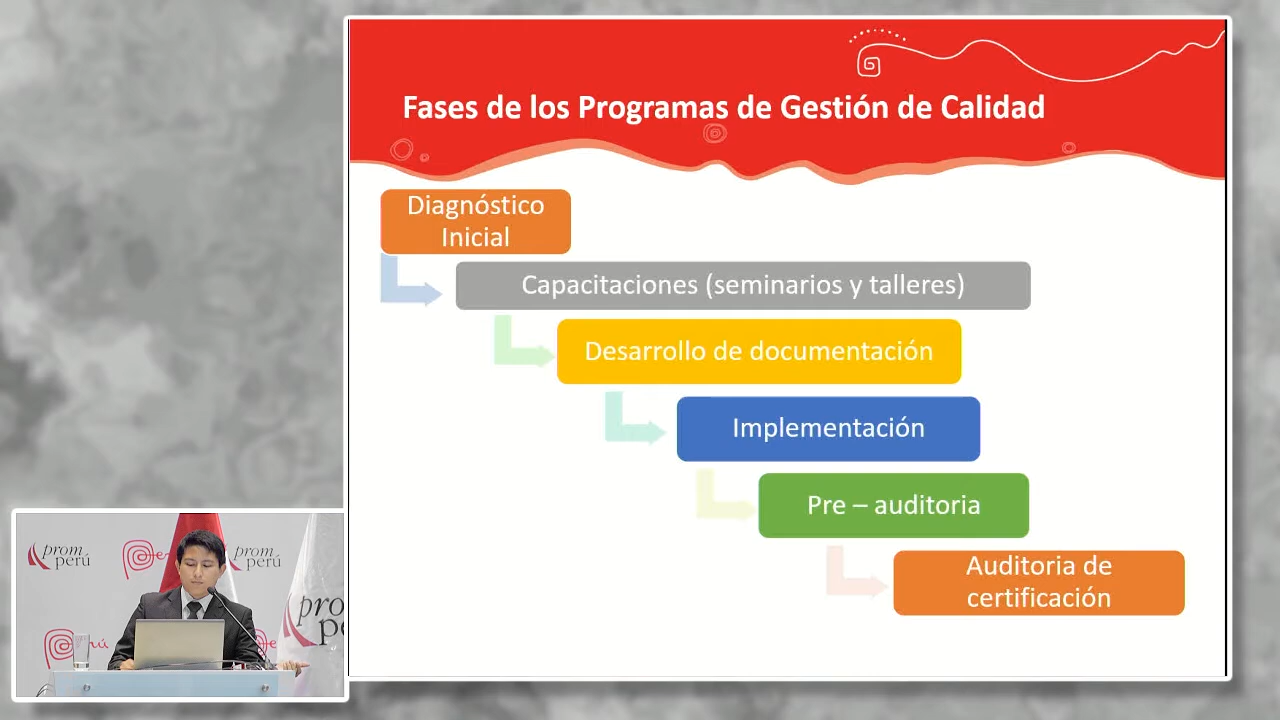 Fases de los Programas de Gestión de Calidad
Diagnóstico
Inicial
Capacitaciones (seminarios y talleres)
Desarrollo de documentación
Implementación
Pre – auditoria
Auditoria de
certificación
prom
perú
prom
perú